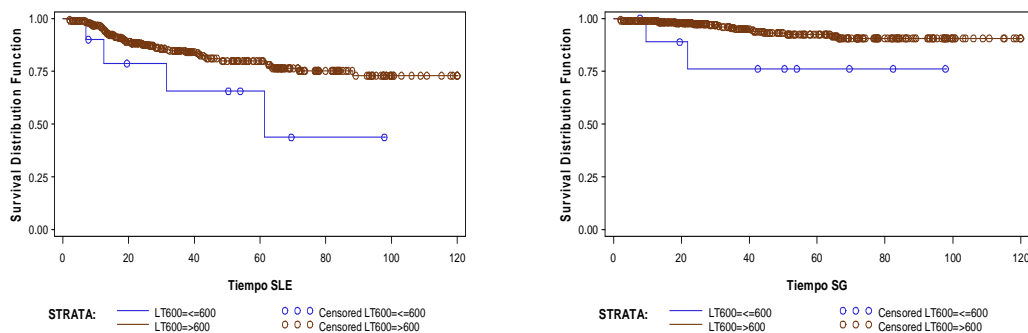 Survival Distribution Function
1.00
0.75
0.50
0.25
0.00
0 20 40 60 80 100 120
Tiempo SLE
STRATA: LT600=<=600 Censored LT600=<=600
LT600=>600 Censored LT600=>600
Survival Distribution Function
1.00
0.75
0.50
0.25
0.00
0 20 40 60 80 100 120
Tiempo SG
STRATA: LT600=<=600 Censored LT600=<=600
LT600=>600 Censored LT600=>600